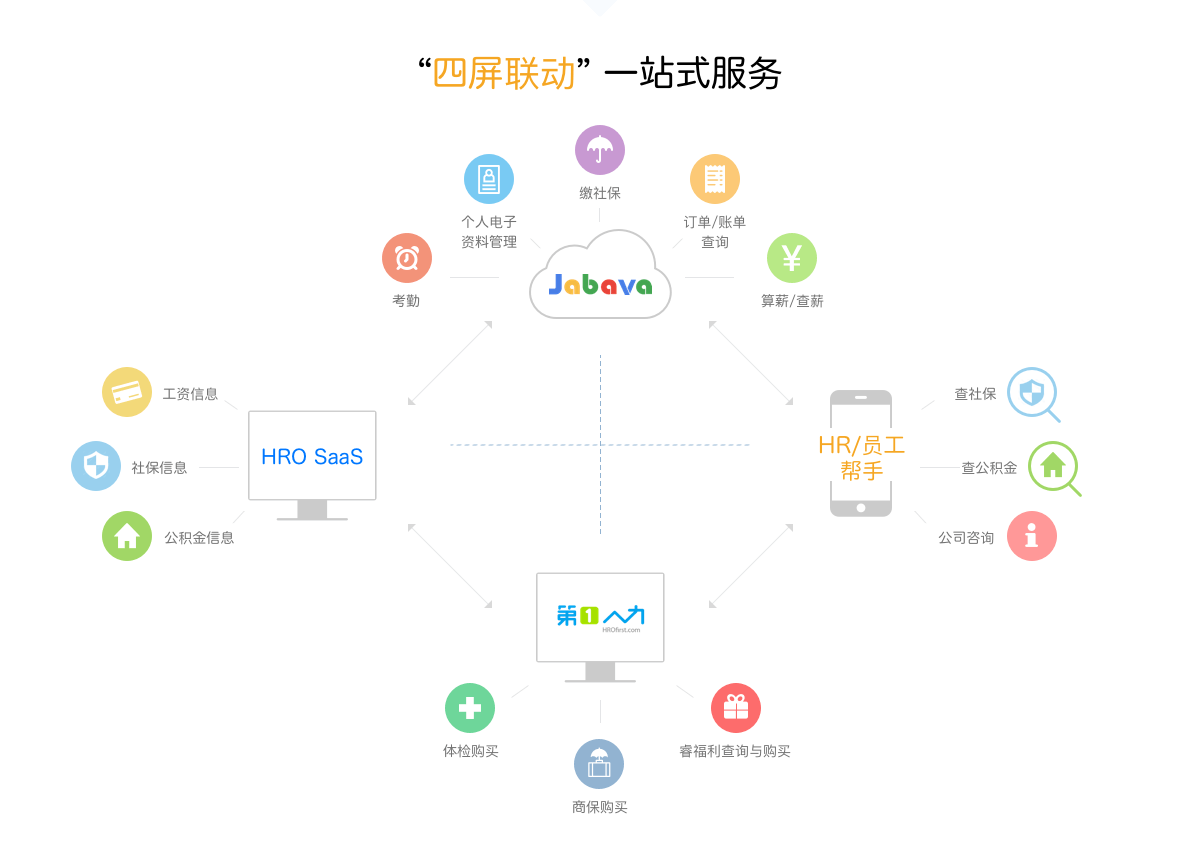 “四屏联动” 一站式服务
缴社保
个人电子
资料管理
订单/账单
查询
考勤
Jabava
算薪/查薪
工资信息
社保信息
公积金信息
HRO SaaS
HR/员工
帮手
查社保
查公积金
公司咨询
第1人力
HROfirst.com
体检购买
商保购买
睿福利查询与购买